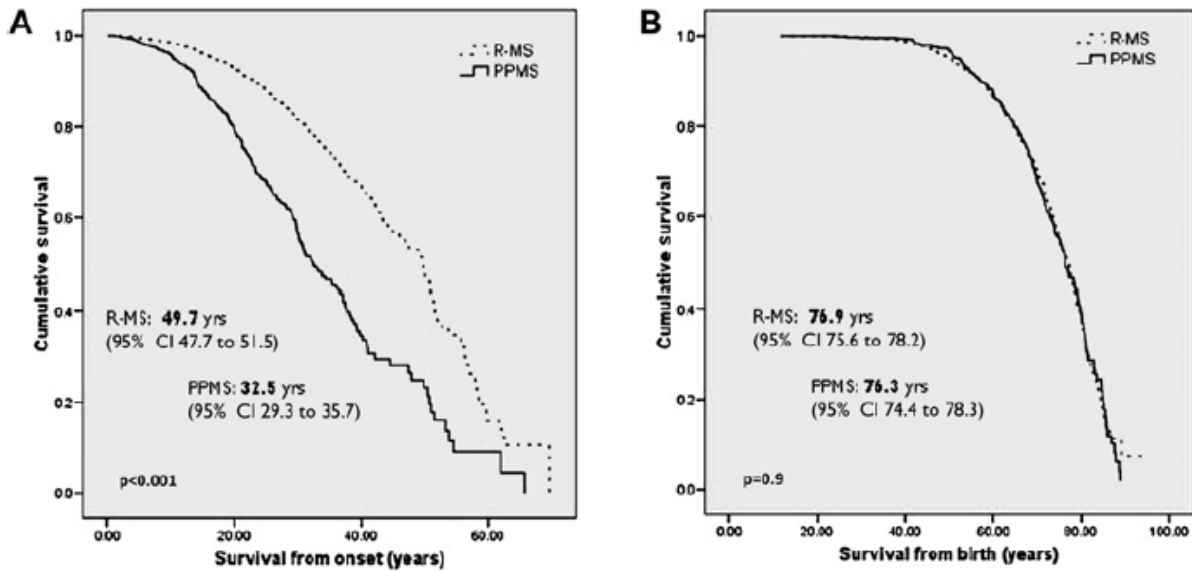 A
1.0
R-MS
PPMS
0.8
0.6
0.4
0.2
0.0
Cumulative survival
R-MS: 49.7 yrs
(95% CI 47.7 to 51.5)
PPMS: 32.5 yrs
(95% CI 29.3 to 35.7)
p<0.001
0.00 20.00 40.00 60.00
Survival from onset (years)
B
1.0
R-MS
PPMS
0.8
0.6
0.4
0.2
0.0
Cumulative survival
R-MS: 76.9 yrs
(95% CI 75.6 to 78.2)
PPMS: 76.3 yrs
(95% CI 74.4 to 78.3)
p=0.9
0.00 20.00 40.00 60.00 80.00 100.00
Survival from birth (years)